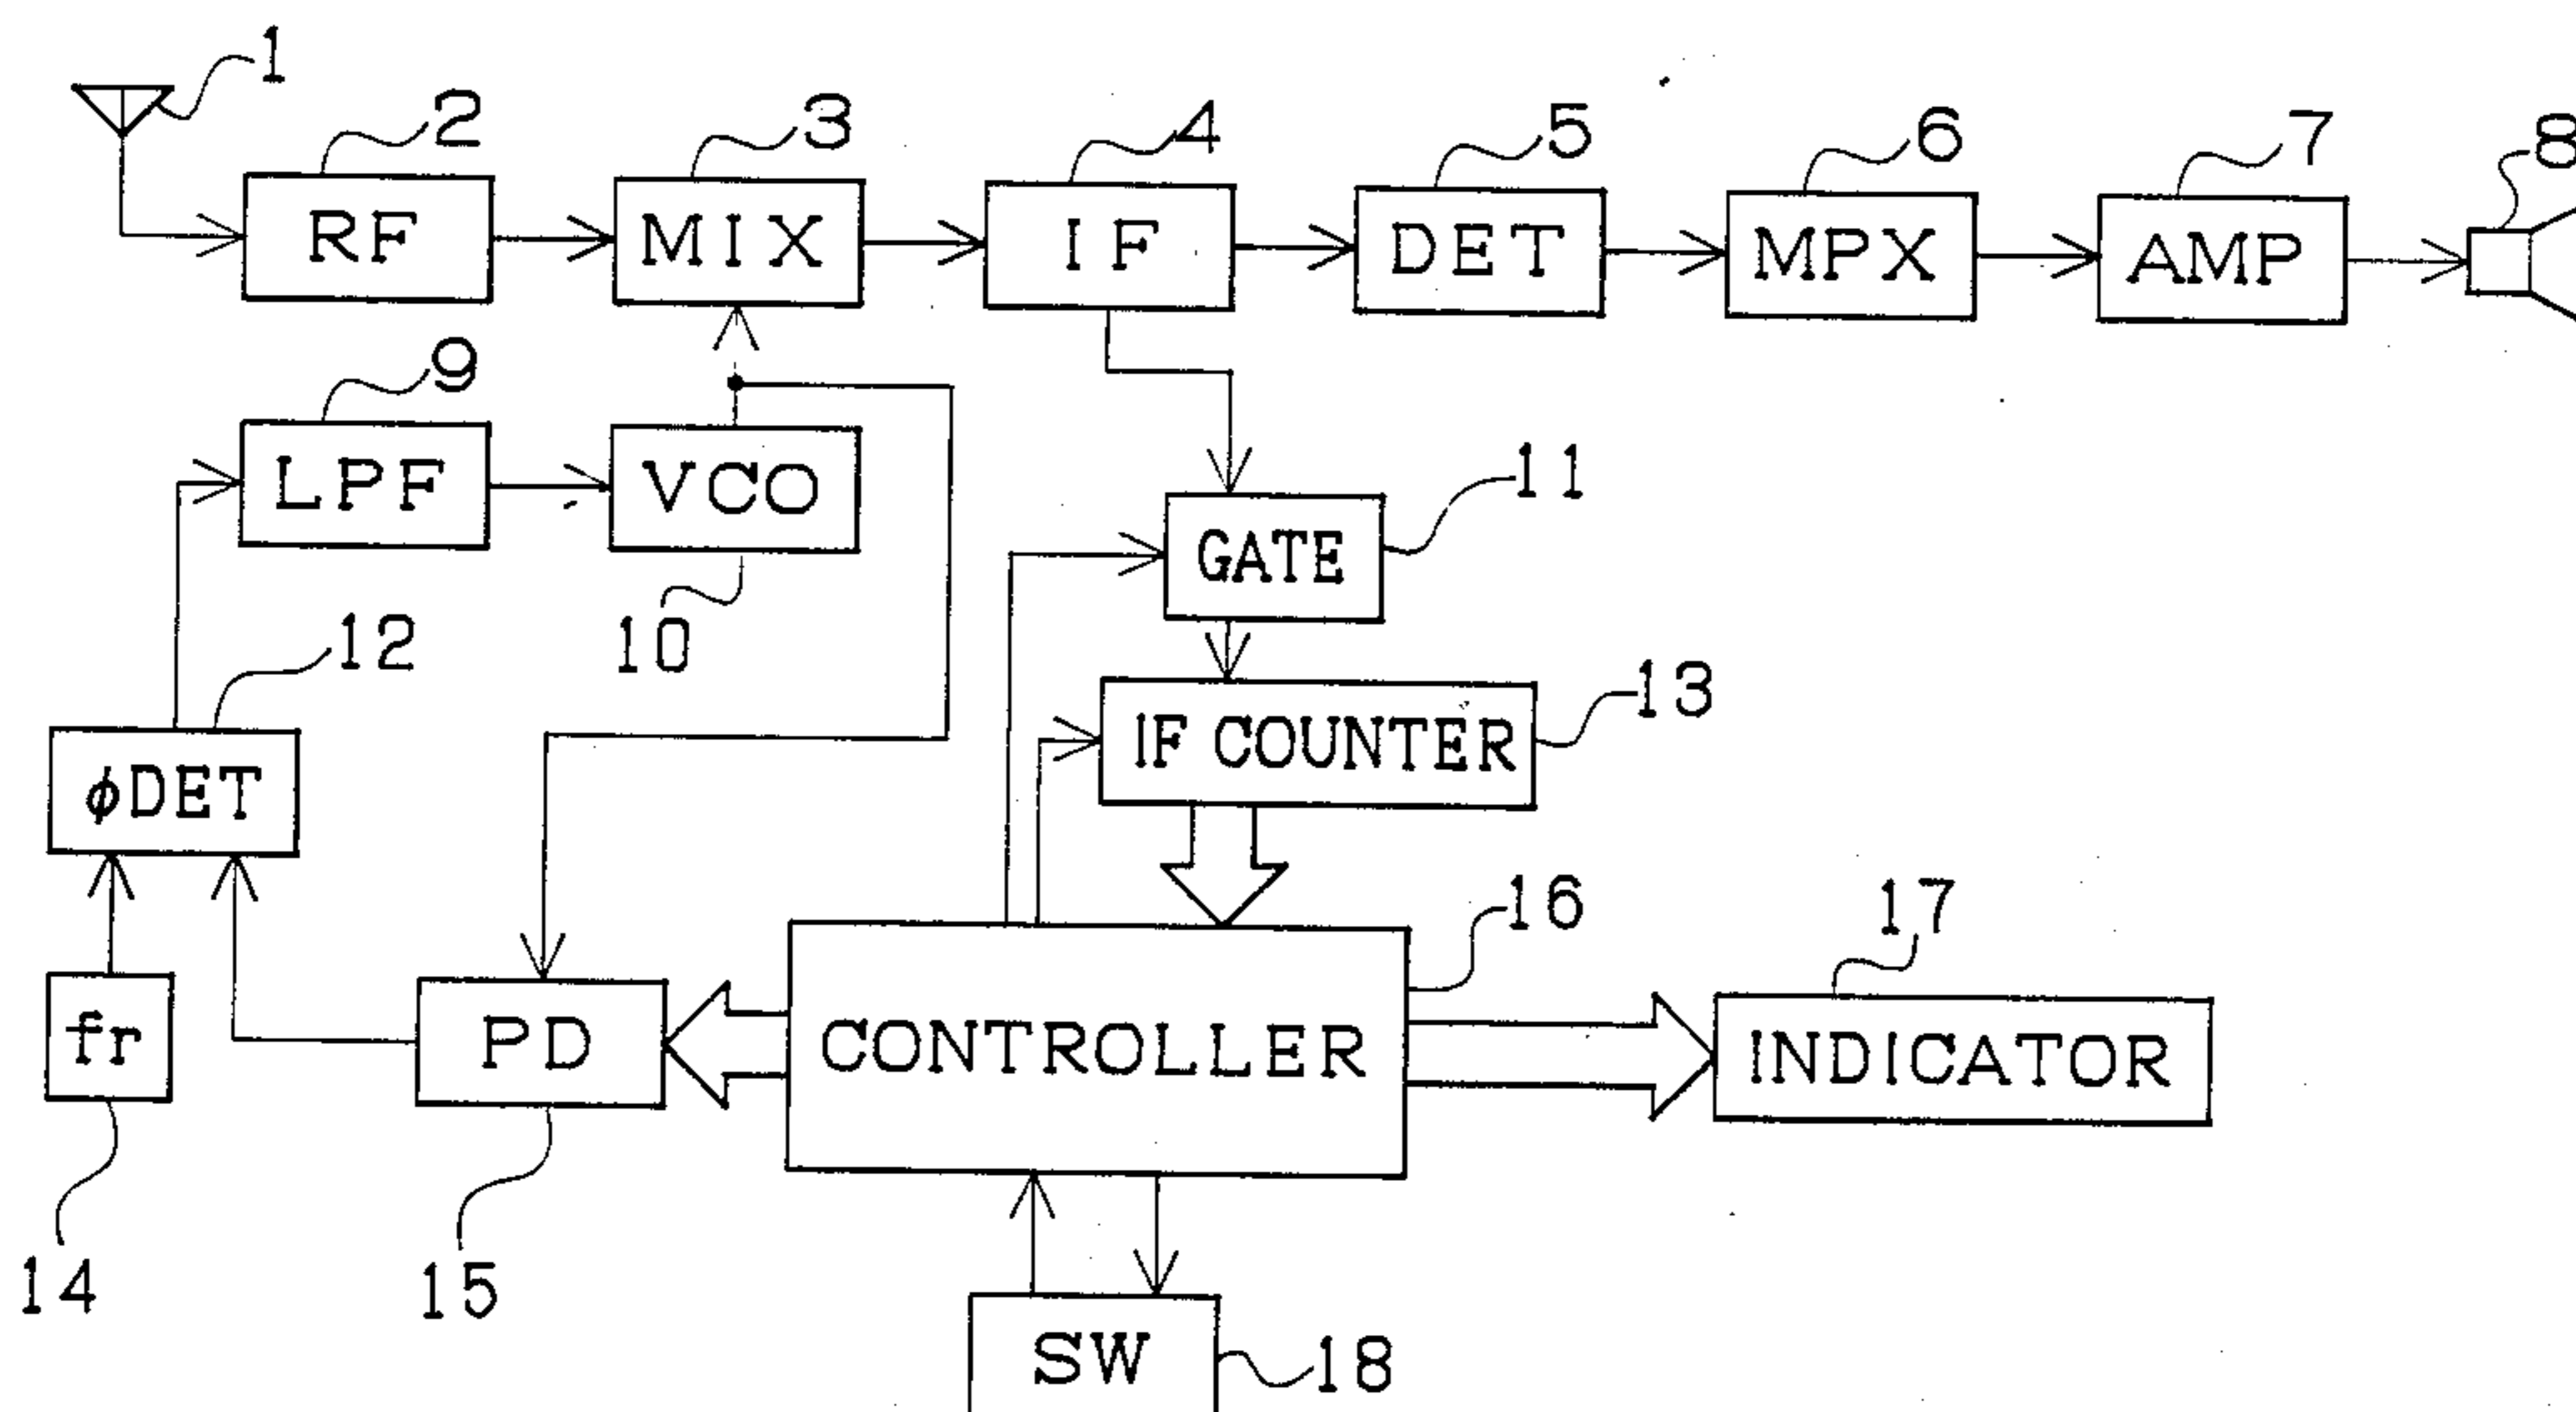 1
2 3 4 5 6 7 8
RF MIX IF DET MPX AMP
9
LPF VCO
10
11
GATE
12
13
φDET
IF COUNTER
16
17
fr
PD
CONTROLLER
INDICATOR
14
15
SW
18